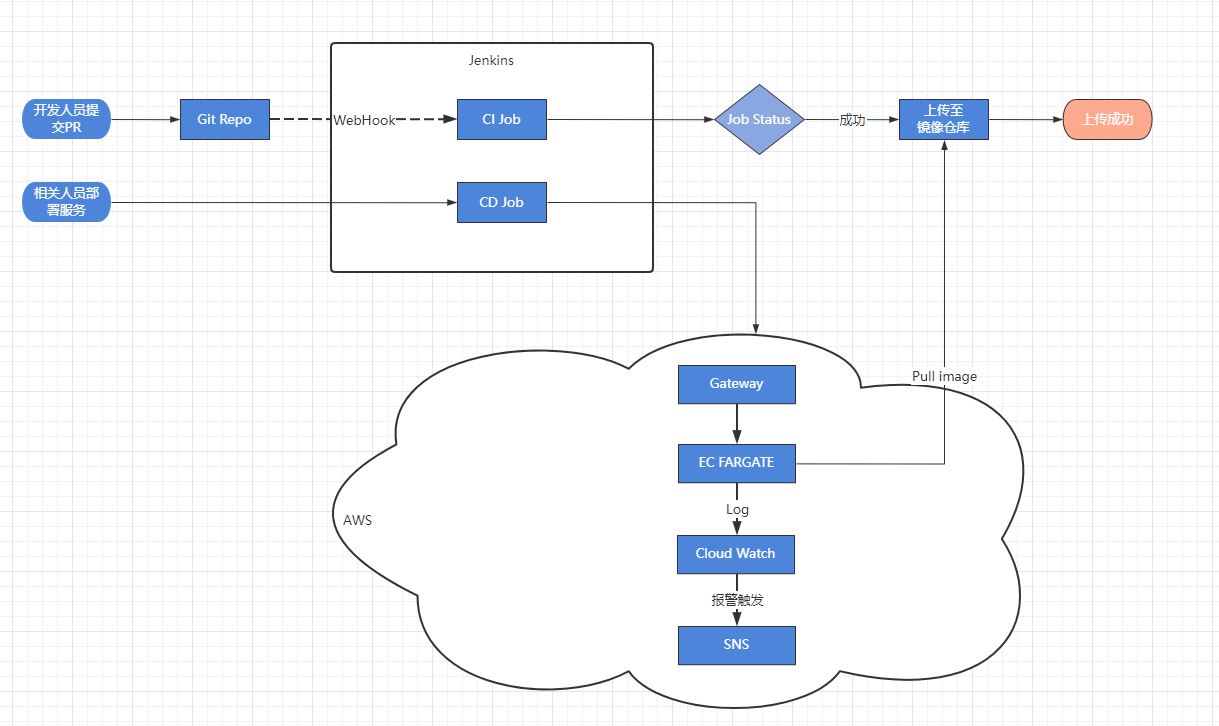 Jenkins
开发人员提
交PR
Git Repo
WebHook
CI Job
Job Status
成功
上传至
镜像仓库
上传成功
相关人员部
署服务
CD Job
Pull image
Gateway
EC FARGATE
Log
AWS
Cloud Watch
报警触发
SNS